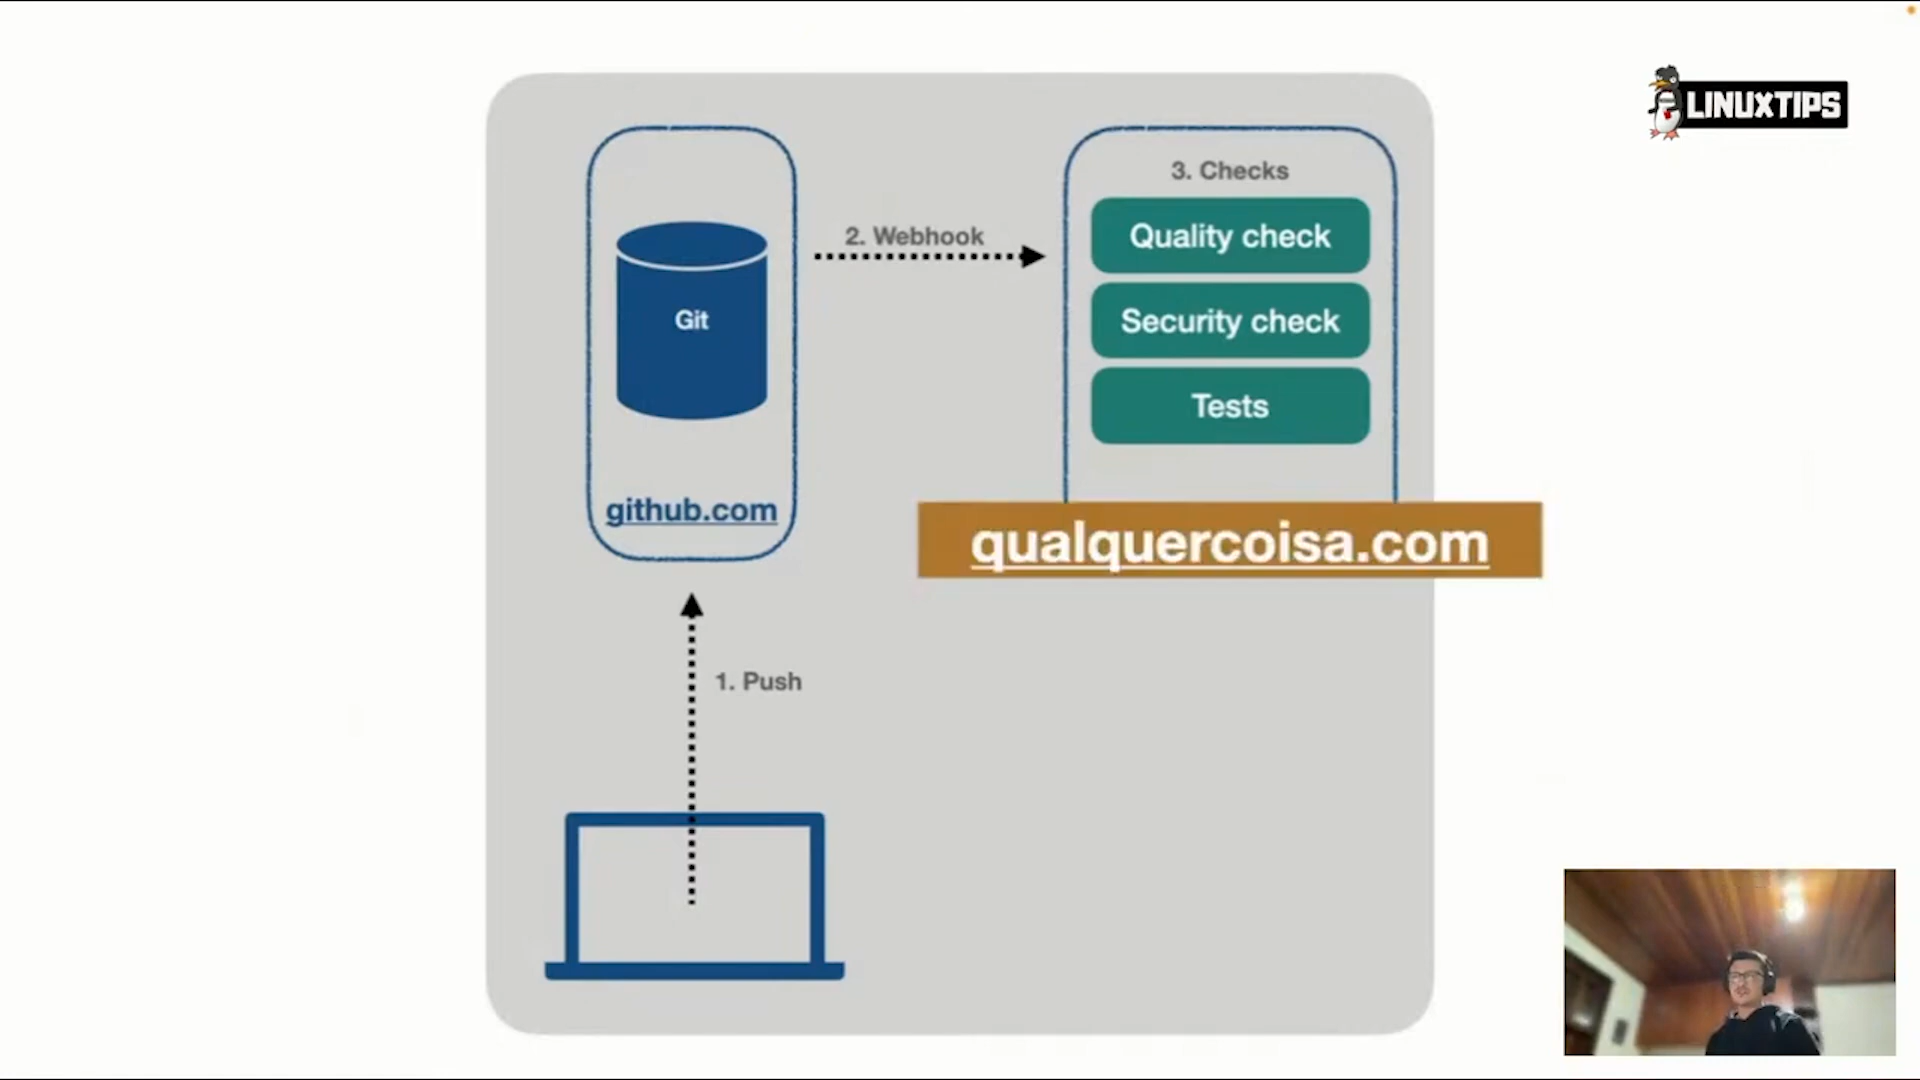 LINUXTIPS
3. Checks
Quality check
2. Webhook
Security check
Git
Tests
github.com
qualquercoisa.com
1. Push